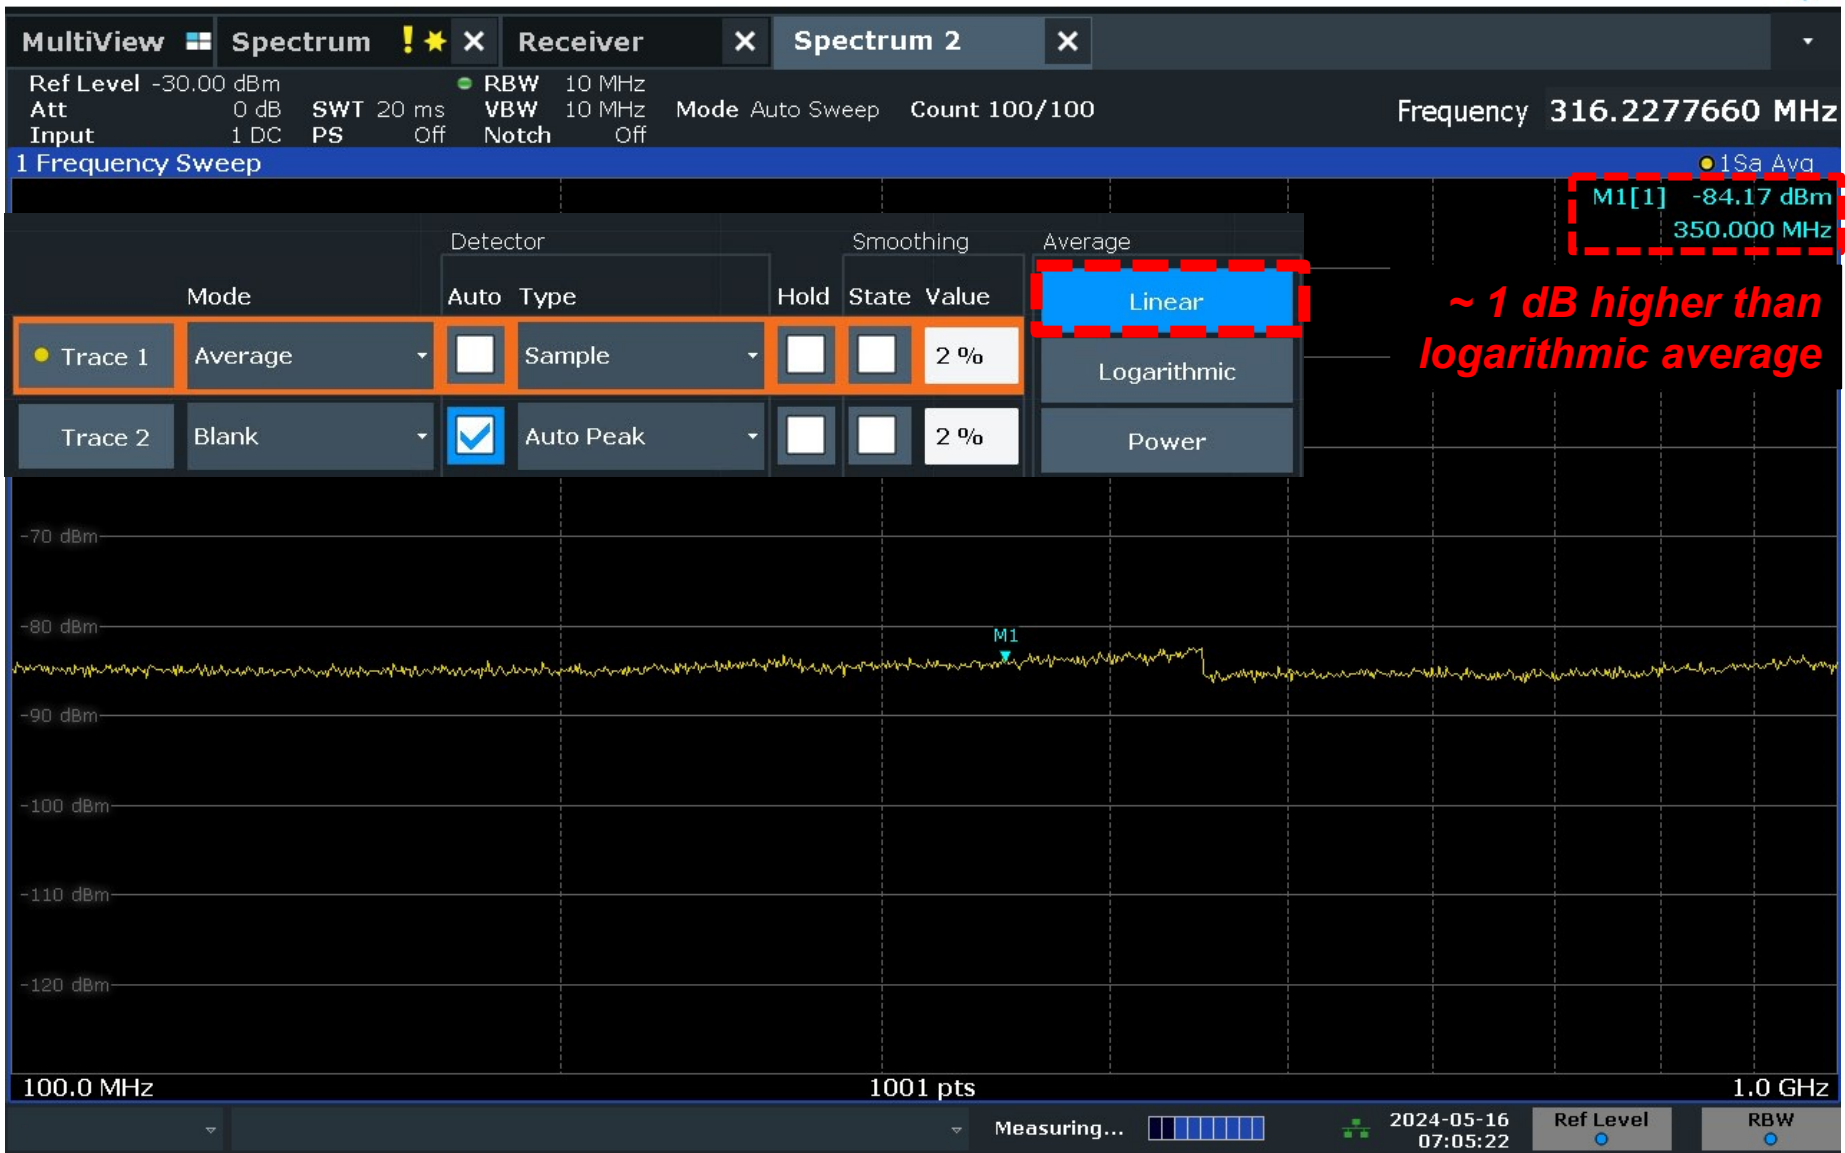 MultiView Spectrum ! Receiver X Spectrum 2 X
Ref Level -30.00 dBm RBW 10 MHz
Att 0 dB SWT 20 ms VBW 10 MHz Mode Auto Sweep Count 100/100 Frequency 316.2277660 MHz
Input 1 DC PS Off Notch Off
1 Frequency Sweep 1Sa Avg
M1[1] -84.17 dBm
350.000 MHz
Detector Smoothing Average
Mode Auto Type Hold State Value Linear
~ 1 dB higher than
logarithmic average
Trace 1 Average Sample 2 %
Logarithmic
Trace 2 Blank Auto Peak 2 % Power
-70 dBm
-80 dBm
M1
-90 dBm
-100 dBm
-110 dBm
-120 dBm
100.0 MHz 1001 pts 1.0 GHz
Measuring... 2024-05-16 Ref Level RBW
07:05:22